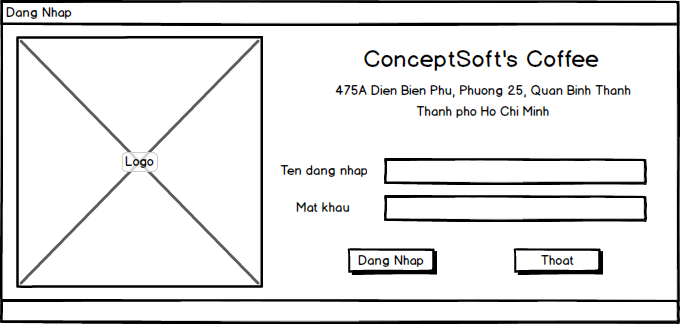 Dang Nhap
Logo
ConceptSoft's Coffee
475A Dien Bien Phu, Phuong 25, Quan Binh Thanh
Thanh pho Ho Chi Minh
Ten dang nhap
Mat khau
Dang Nhap
Thoat